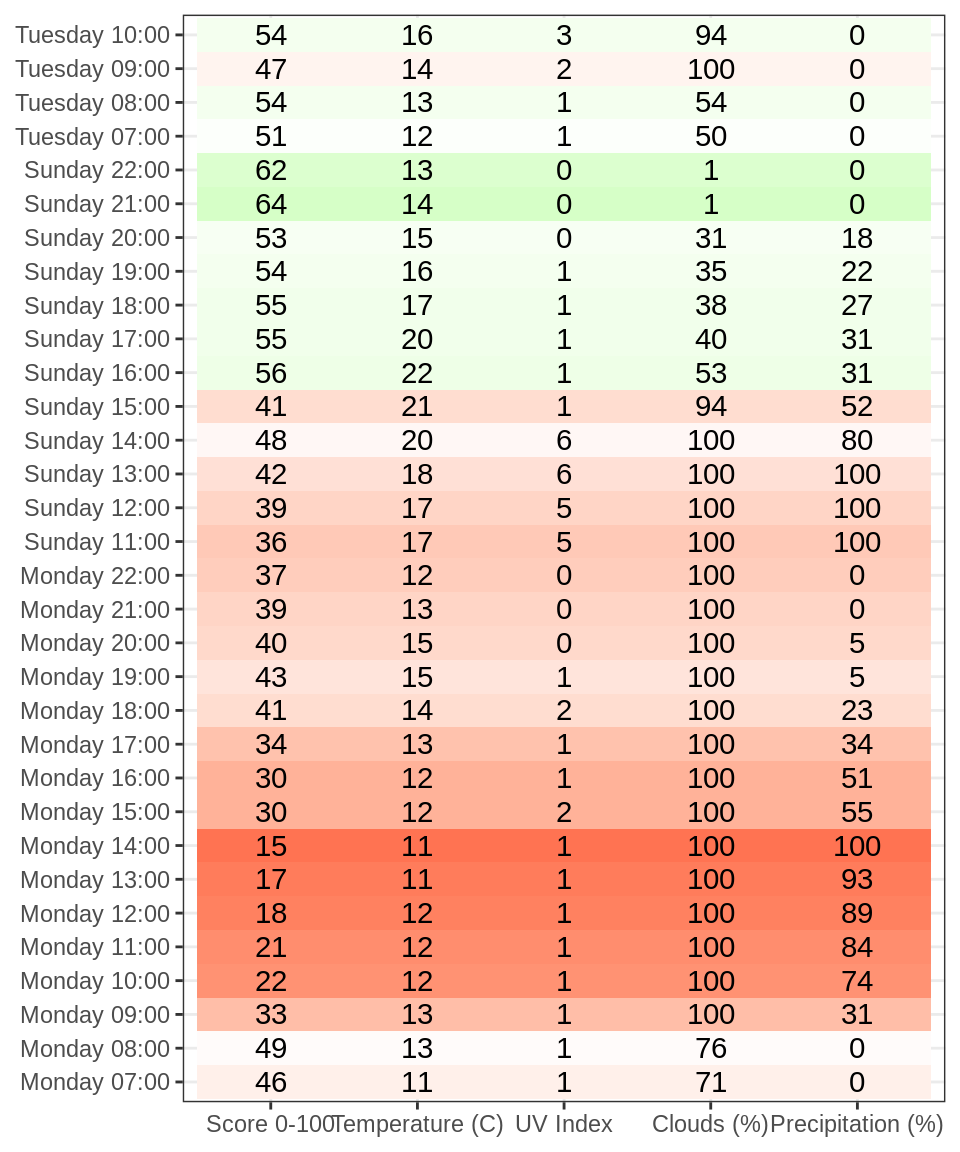 Tuesday 10:00 54 16 3 94 0
Tuesday 09:00 47 14 2 100 0
Tuesday 08:00 54 13 1 54 0
Tuesday 07:00 51 12 1 50 0
Sunday 22:00 62 13 0 1 0
Sunday 21:00 64 14 0 1 0
Sunday 20:00 53 15 0 31 18
Sunday 19:00 54 16 1 35 22
Sunday 18:00 55 17 1 38 27
Sunday 17:00 55 20 1 40 31
Sunday 16:00 56 22 1 53 31
Sunday 15:00 41 21 1 94 52
Sunday 14:00 48 20 6 100 80
Sunday 13:00 42 18 6 100 100
Sunday 12:00 39 17 5 100 100
Sunday 11:00 36 17 5 100 100
Monday 22:00 37 12 0 100 0
Monday 21:00 39 13 0 100 0
Monday 20:00 40 15 0 100 5
Monday 19:00 43 15 1 100 5
Monday 18:00 41 14 2 100 23
Monday 17:00 34 13 1 100 34
Monday 16:00 30 12 1 100 51
Monday 15:00 30 12 2 100 55
Monday 14:00 15 11 1 100 100
Monday 13:00 17 11 1 100 93
Monday 12:00 18 12 1 100 89
Monday 11:00 21 12 1 100 84
Monday 10:00 22 12 1 100 74
Monday 09:00 33 13 1 100 31
Monday 08:00 49 13 1 76 0
Monday 07:00 46 11 1 71 0
Score 0-100 Temperature (C) UV Index Clouds (%) Precipitation (%)